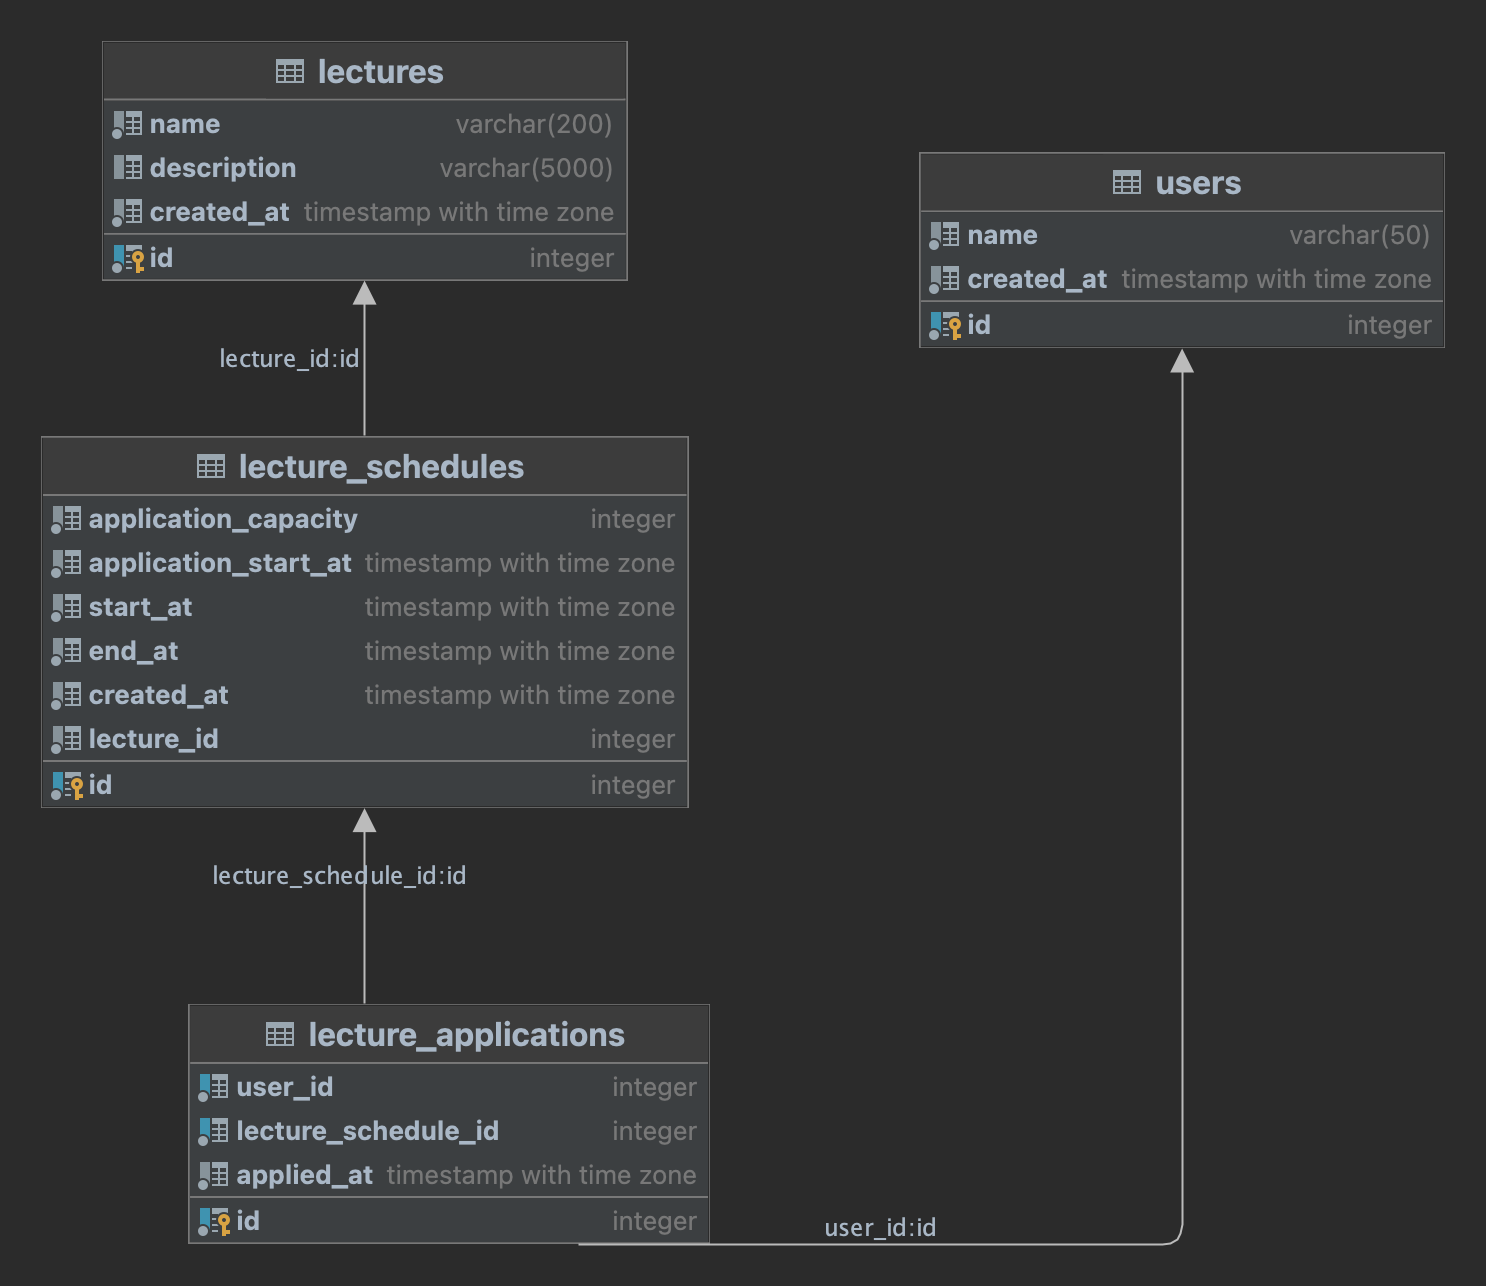 lectures
name varchar(200)
description varchar(5000)
created_at timestamp with time zone
id integer
users
name varchar(50)
created_at timestamp with time zone
id integer
lecture_id:id
lecture_schedules
application_capacity integer
application_start_at timestamp with time zone
start_at timestamp with time zone
end_at timestamp with time zone
created_at timestamp with time zone
lecture_id integer
id integer
lecture_schedule_id:id
lecture_applications
user_id integer
lecture_schedule_id integer
applied_at timestamp with time zone
id integer
user_id:id